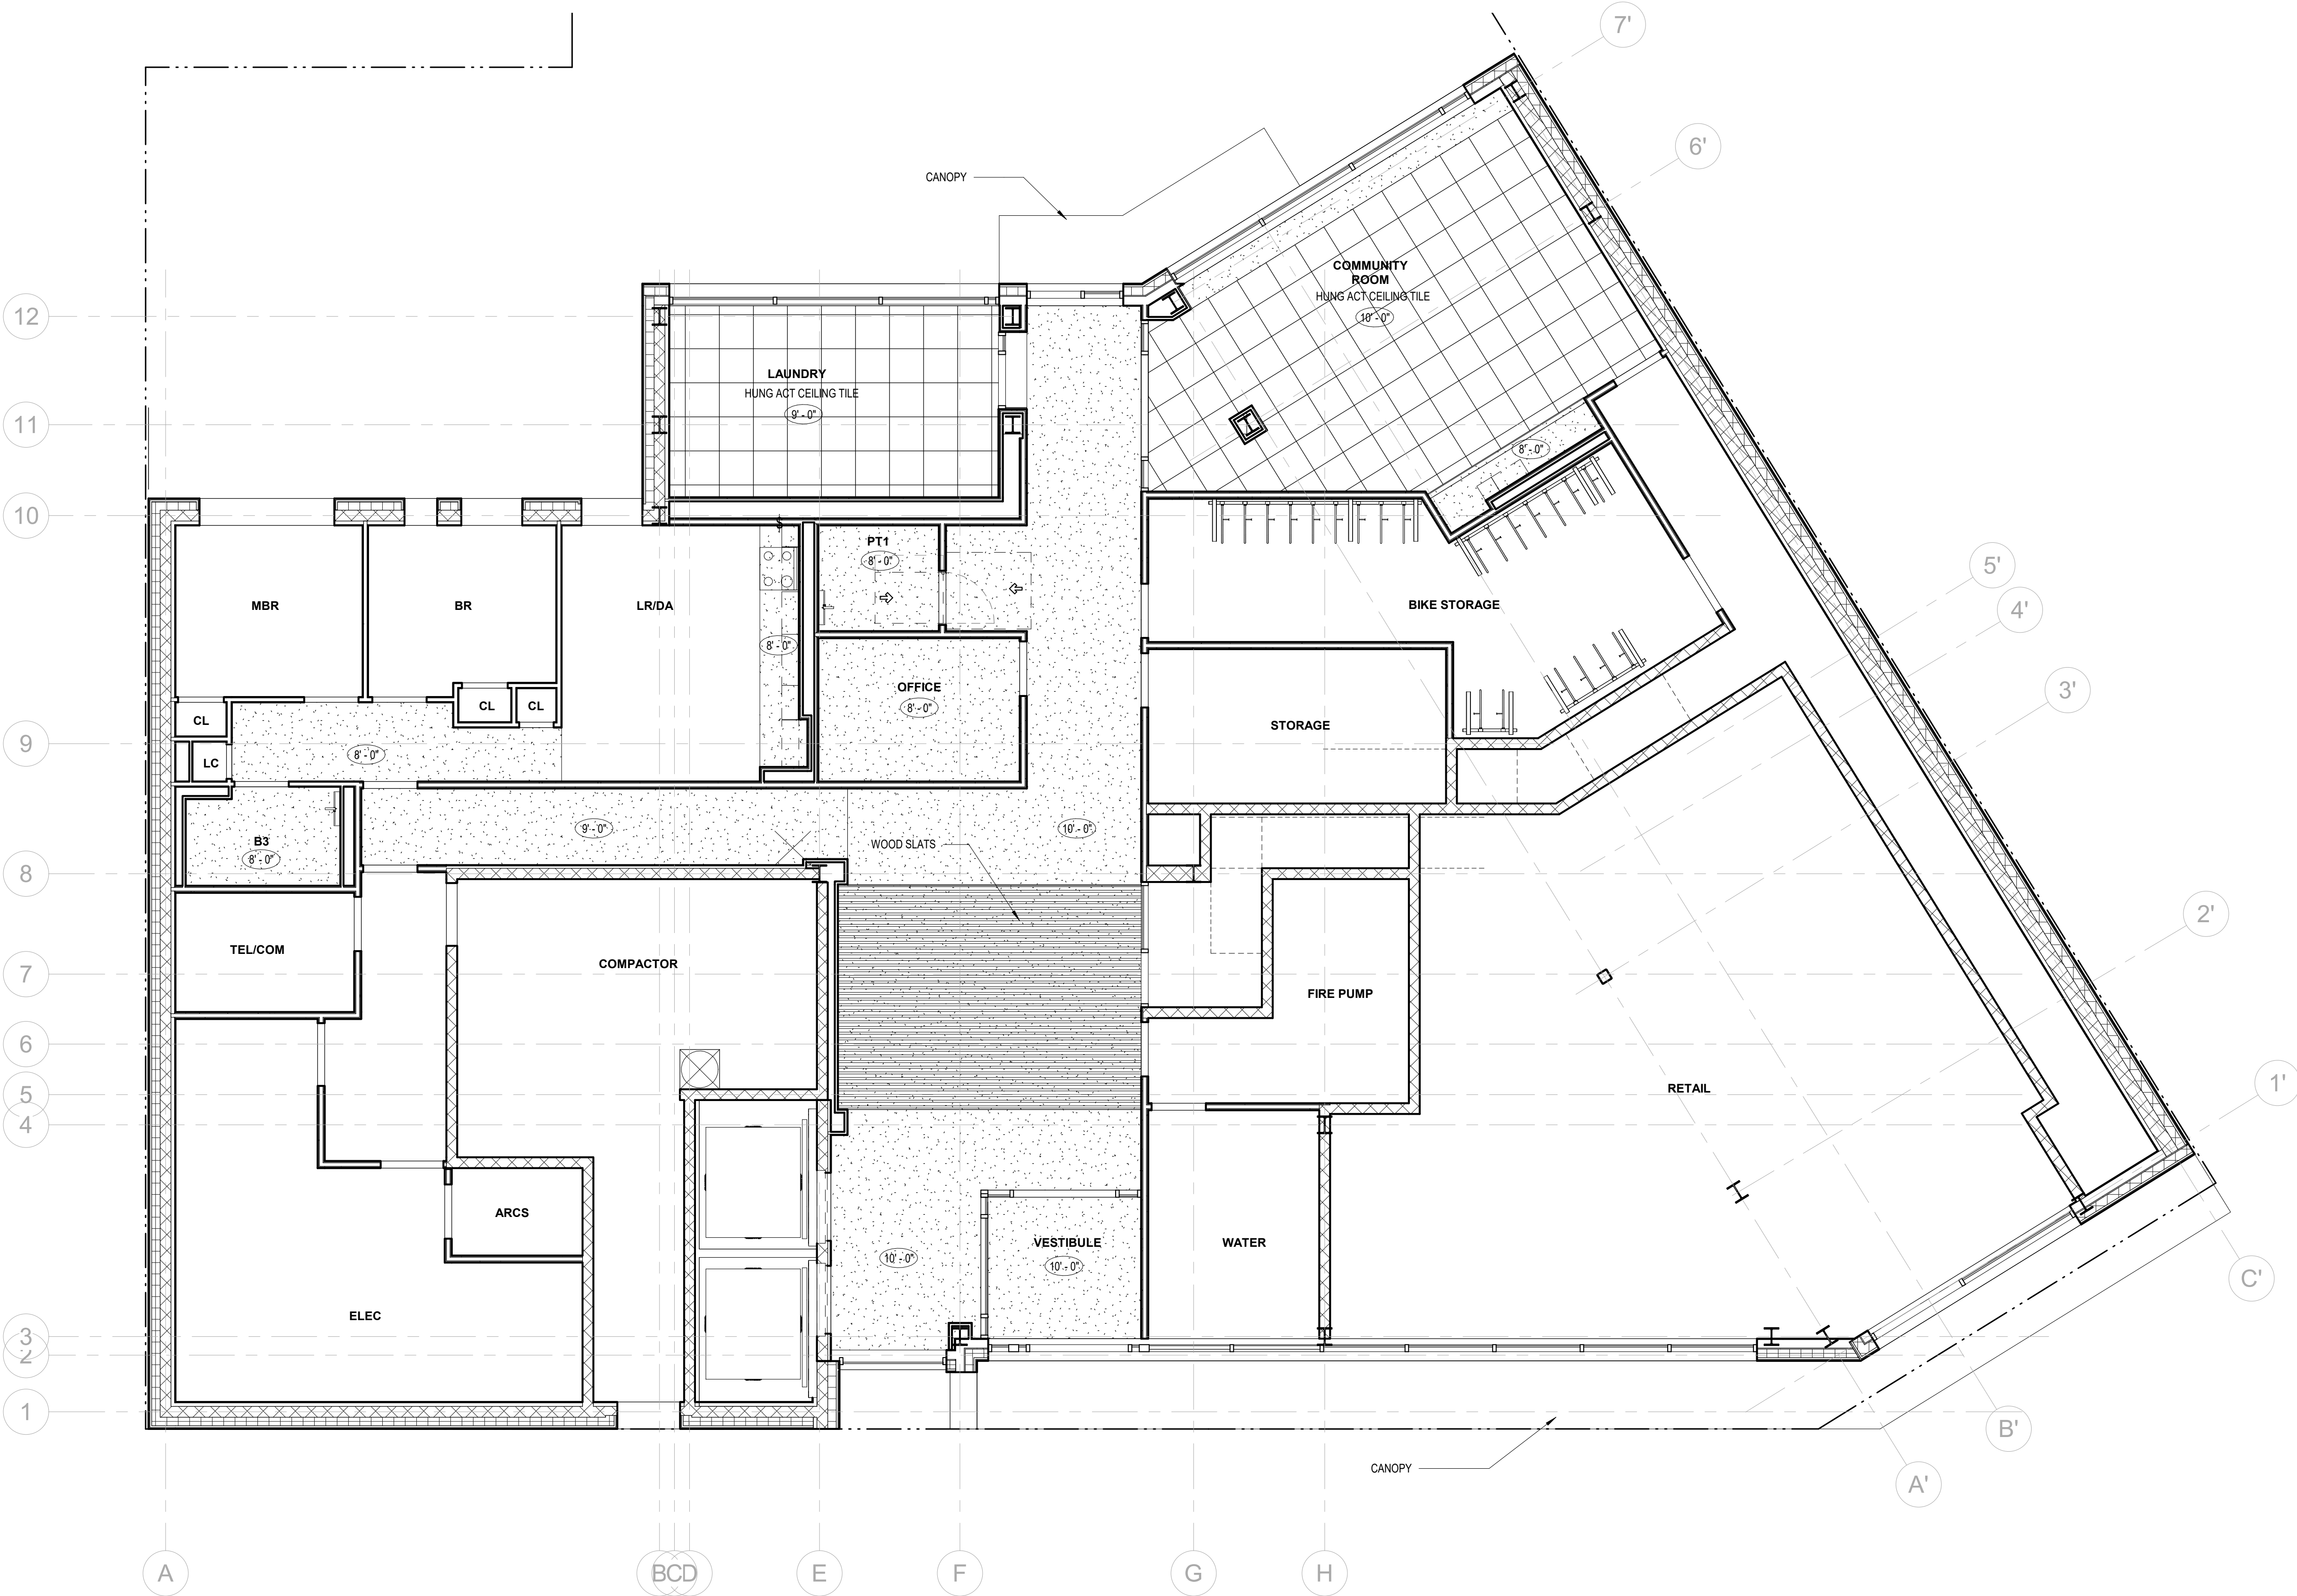 7'
6'
CANOPY
COMMUNITY
ROOM
HUNG ACT CEILING TILE
10' - 0"
12
LAUNDRY
HUNG ACT CEILING TILE
9' - 0"
11
8' - 0"
10
PT1
8' - 0"
5'
4'
MBR
BR
LR/DA
BIKE STORAGE
8' - 0"
OFFICE
8' - 0"
3'
CL
CL
CL
STORAGE
9
8' - 0"
LC
9' - 0"
10' - 0"
B3
8' - 0"
WOOD SLATS
8
2'
TEL/COM
COMPACTOR
7
FIRE PUMP
6
RETAIL
5
4
1'
ARCS
VESTIBULE
10' - 0"
WATER
10' - 0"
C'
ELEC
3
2
1
B'
CANOPY
A'
A
B
C
D
E
F
G
H